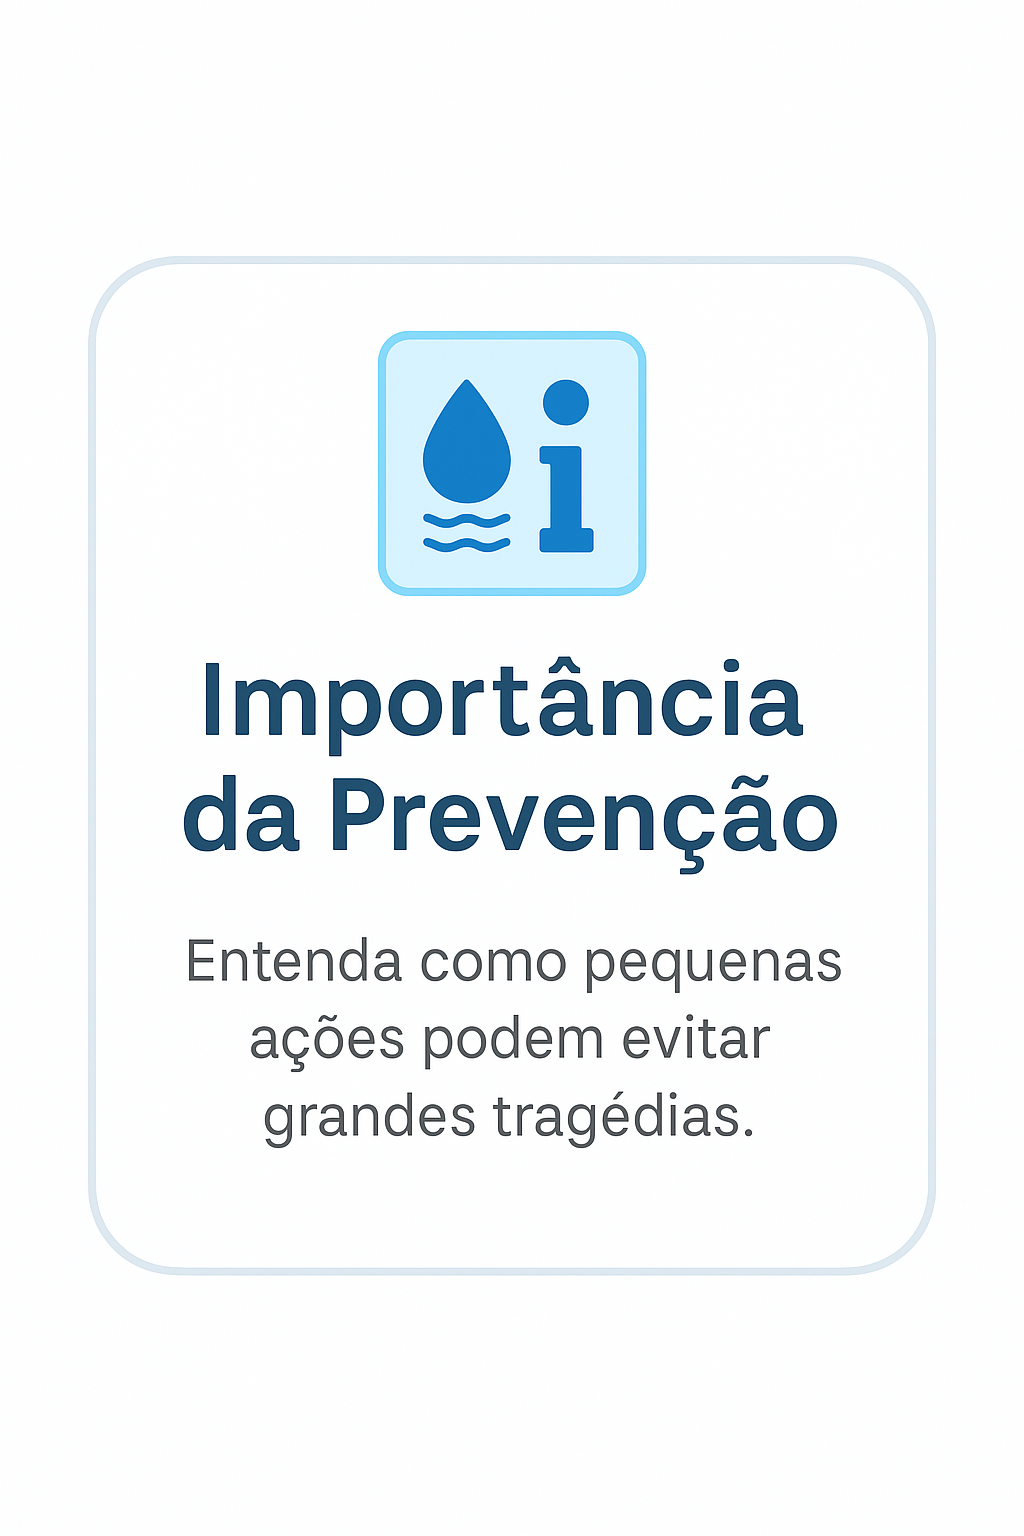 i
Importância
da Prevenção
Entenda como pequenas
ações podem evitar
grandes tragédias.